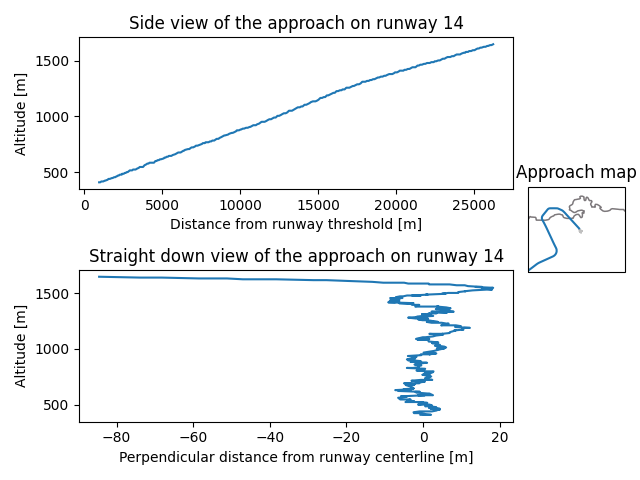 Side view of the approach on runway 14
Altitude [m]
1500
1000
500
0 5000 10000 15000 20000 25000
Distance from runway threshold [m]
Approach map
Straight down view of the approach on runway 14
Altitude [m]
1500
1000
500
−80 −60 −40 −20 0 20
Perpendicular distance from runway centerline [m]